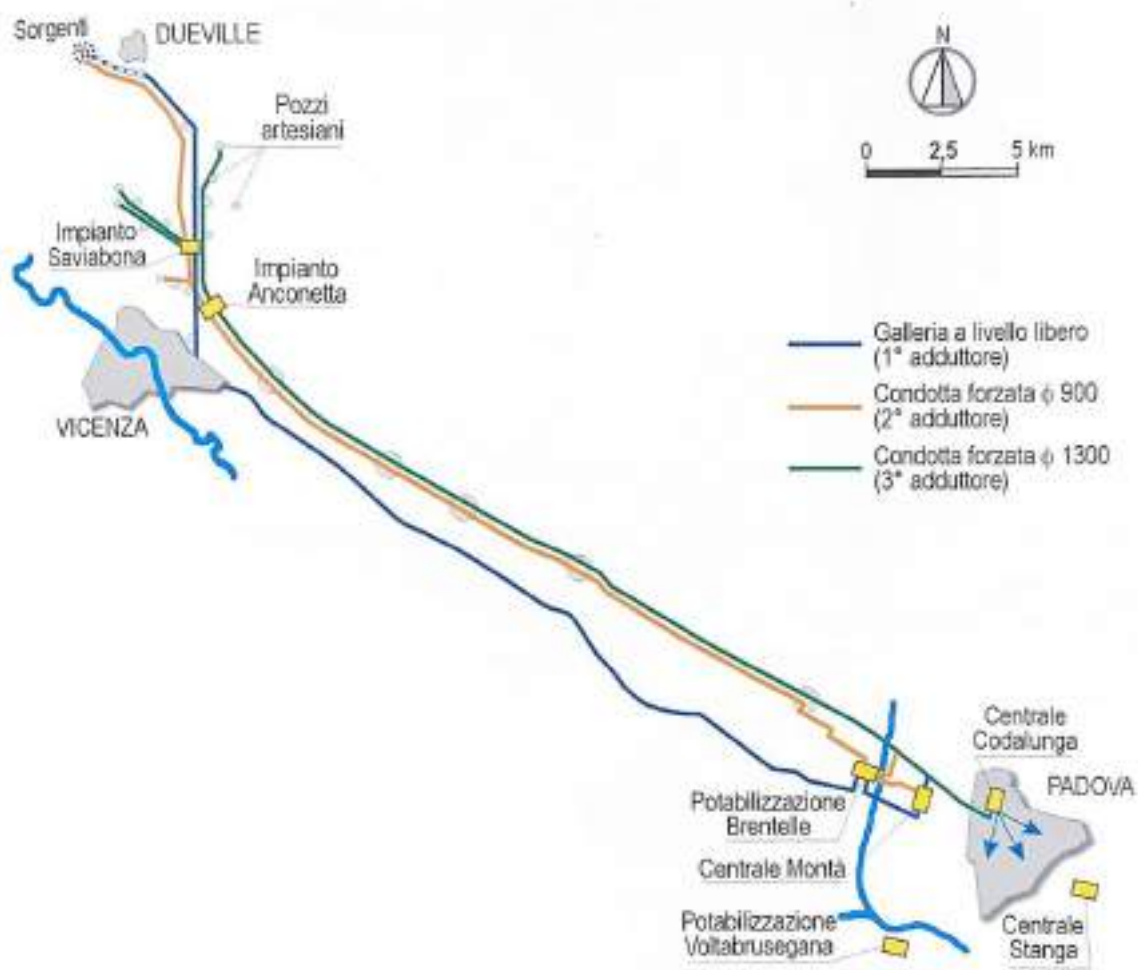 Sorgenti
DUEVILLE
N
Pozzi
artesiani
0 2,5 5 km
Impianto
Saviabona
Impianto
Anconetta
Galleria a livello libero
(1° adduttore)
Condotta forzata ϕ 900
(2° adduttore)
Condotta forzata ϕ 1300
(3° adduttore)
VICENZA
Centrale
Codalunga
PADOVA
Potabilizzazione
Brentelle
Centrale Montà
Potabilizzazione
Voltabrusegana
Centrale
Stanga